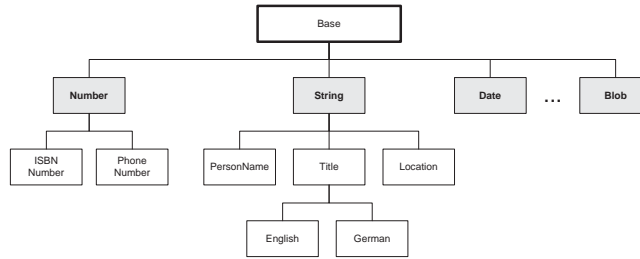 Base
Number
String
Date
...
Blob
ISBN
Number
Phone
Number
PersonName
Title
Location
English
German